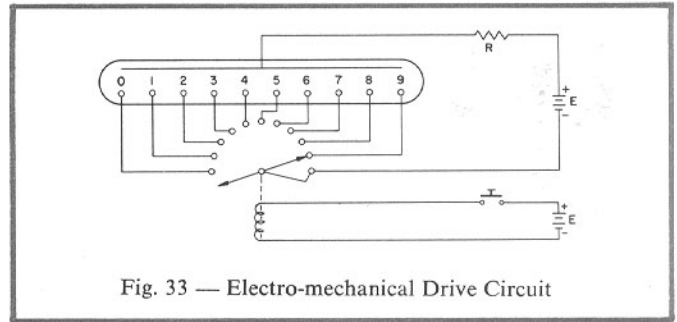 R
0 1 2 3 4 5 6 7 8 9
+
E
-
+
E
-
Fig. 33 — Electro-mechanical Drive Circuit